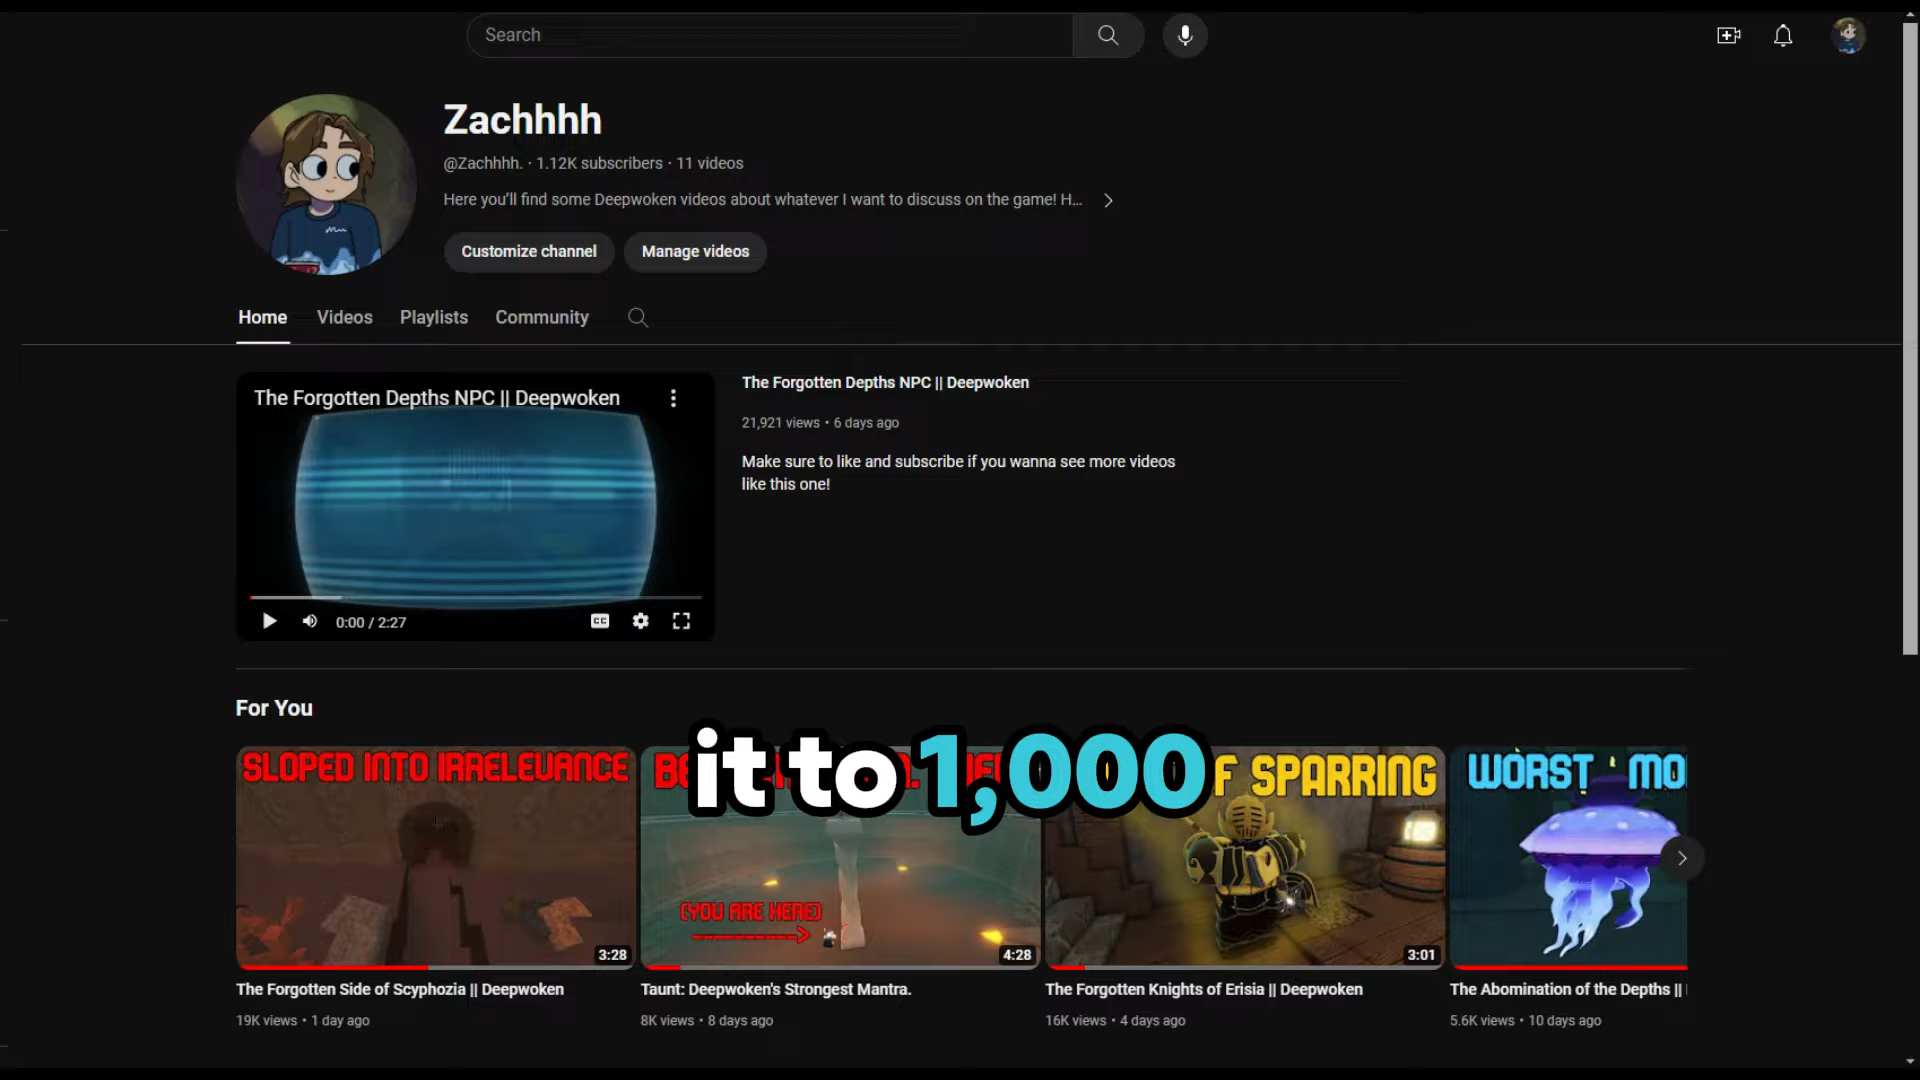 Search
Zachhhh
@Zachhhh. · 1.12K subscribers · 11 videos
Here you'll find some Deepwoken videos about whatever I want to discuss on the game! H...
Customize channel
Manage videos
Home
Videos
Playlists
Community
The Forgotten Depths NPC || Deepwoken
0:00 / 2:27
CC
The Forgotten Depths NPC || Deepwoken
21,921 views • 6 days ago
Make sure to like and subscribe if you wanna see more videos
like this one!
For You
it to 1,000
SLOPED INTO IRRELEVANCE
3:28
The Forgotten Side of Scyphozia || Deepwoken
19K views • 1 day ago
(YOU ARE HERE)
4:28
Taunt: Deepwoken's Strongest Mantra.
8K views • 8 days ago
F SPARRING
3:01
The Forgotten Knights of Erisia || Deepwoken
16K views • 4 days ago
WORST MO
The Abomination of the Depths ||
5.6K views • 10 days ago